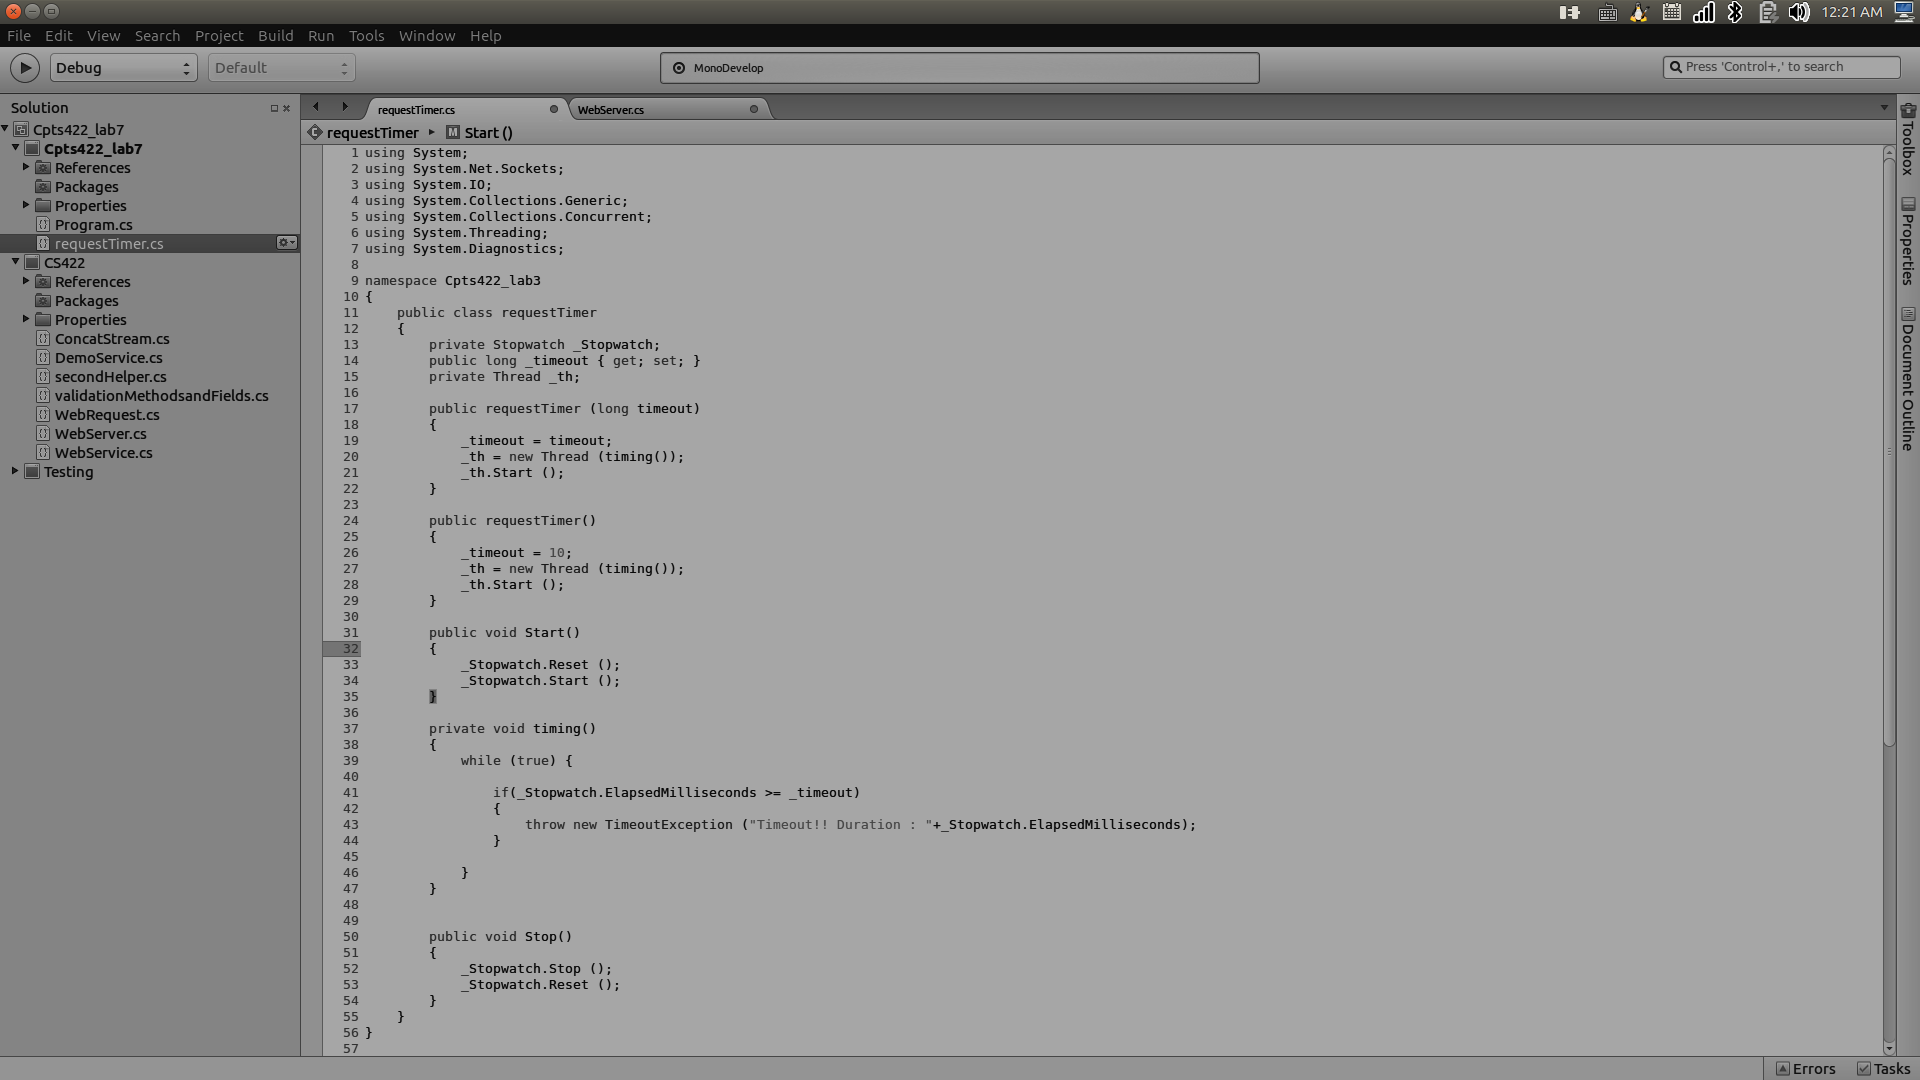 12:21 AM
File Edit View Search Project Build Run Tools Window Help
Debug Default MonoDevelop Press 'Control+,' to search
Solution
Cpts422_lab7
Cpts422_lab7
References
Packages
Properties
Program.cs
requestTimer.cs
CS422
References
Packages
Properties
ConcatStream.cs
DemoService.cs
secondHelper.cs
validationMethodsandFields.cs
WebRequest.cs
WebServer.cs
WebService.cs
Testing
requestTimer.cs WebServer.cs
C requestTimer M Start ()
1 using System;
2 using System.Net.Sockets;
3 using System.IO;
4 using System.Collections.Generic;
5 using System.Collections.Concurrent;
6 using System.Threading;
7 using System.Diagnostics;
8
9 namespace Cpts422_lab3
10 {
11     public class requestTimer
12     {
13         private Stopwatch _Stopwatch;
14         public long _timeout { get; set; }
15         private Thread _th;
16
17         public requestTimer (long timeout)
18         {
19             _timeout = timeout;
20             _th = new Thread (timing());
21             _th.Start ();
22         }
23
24         public requestTimer()
25         {
26             _timeout = 10;
27             _th = new Thread (timing());
28             _th.Start ();
29         }
30
31         public void Start()
32         {
33             _Stopwatch.Reset ();
34             _Stopwatch.Start ();
35         }
36
37         private void timing()
38         {
39             while (true) {
40
41                 if(_Stopwatch.ElapsedMilliseconds >= _timeout)
42                 {
43                     throw new TimeoutException ("Timeout!! Duration : "+_Stopwatch.ElapsedMilliseconds);
44                 }
45
46             }
47         }
48
49
50         public void Stop()
51         {
52             _Stopwatch.Stop ();
53             _Stopwatch.Reset ();
54         }
55     }
56 }
57
Toolbox
Properties
Document Outline
Errors Tasks